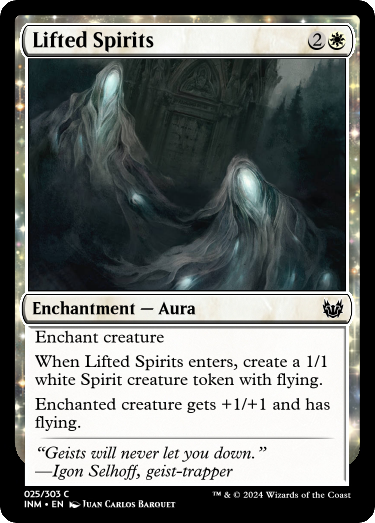 Lifted Spirits
2
Enchantment — Aura
Enchant creature
When Lifted Spirits enters, create a 1/1
white Spirit creature token with flying.
Enchanted creature gets +1/+1 and has
flying.
“Geists will never let you down.”
—Igon Selhoff, geist-trapper
025/303 C
INM • EN Juan Carlos Barquet
™ & © 2024 Wizards of the Coast